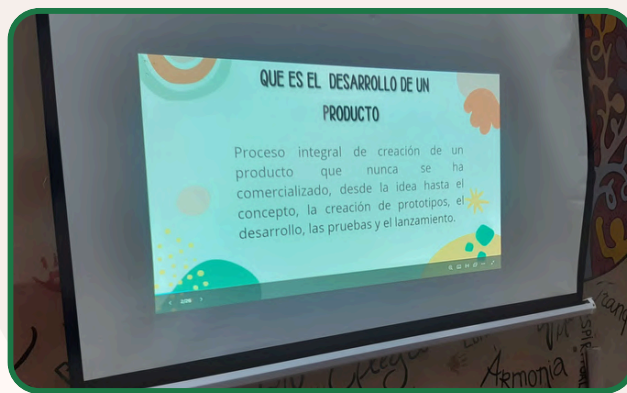 QUE ES EL DESARROLLO DE UN
PRODUCTO
Proceso integral de creación de un
producto que nunca se ha
comercializado, desde la idea hasta el
concepto, la creación de prototipos, el
desarrollo, las pruebas y el lanzamiento.
Armonía